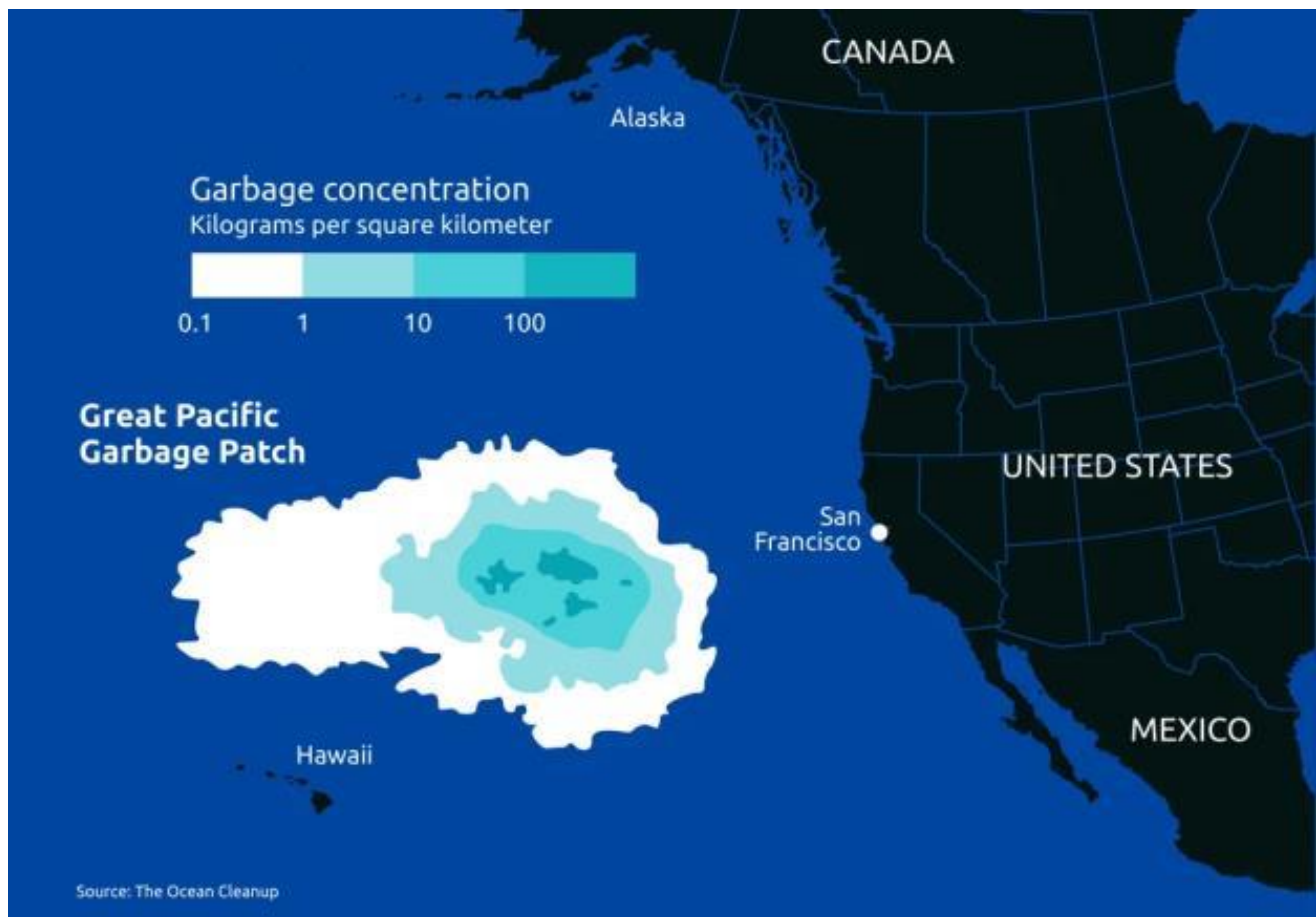 CANADA
Alaska
Garbage concentration
Kilograms per square kilometer
0.1 1 10 100
Great Pacific
Garbage Patch
UNITED STATES
San
Francisco
MEXICO
Hawaii
Source: The Ocean Cleanup